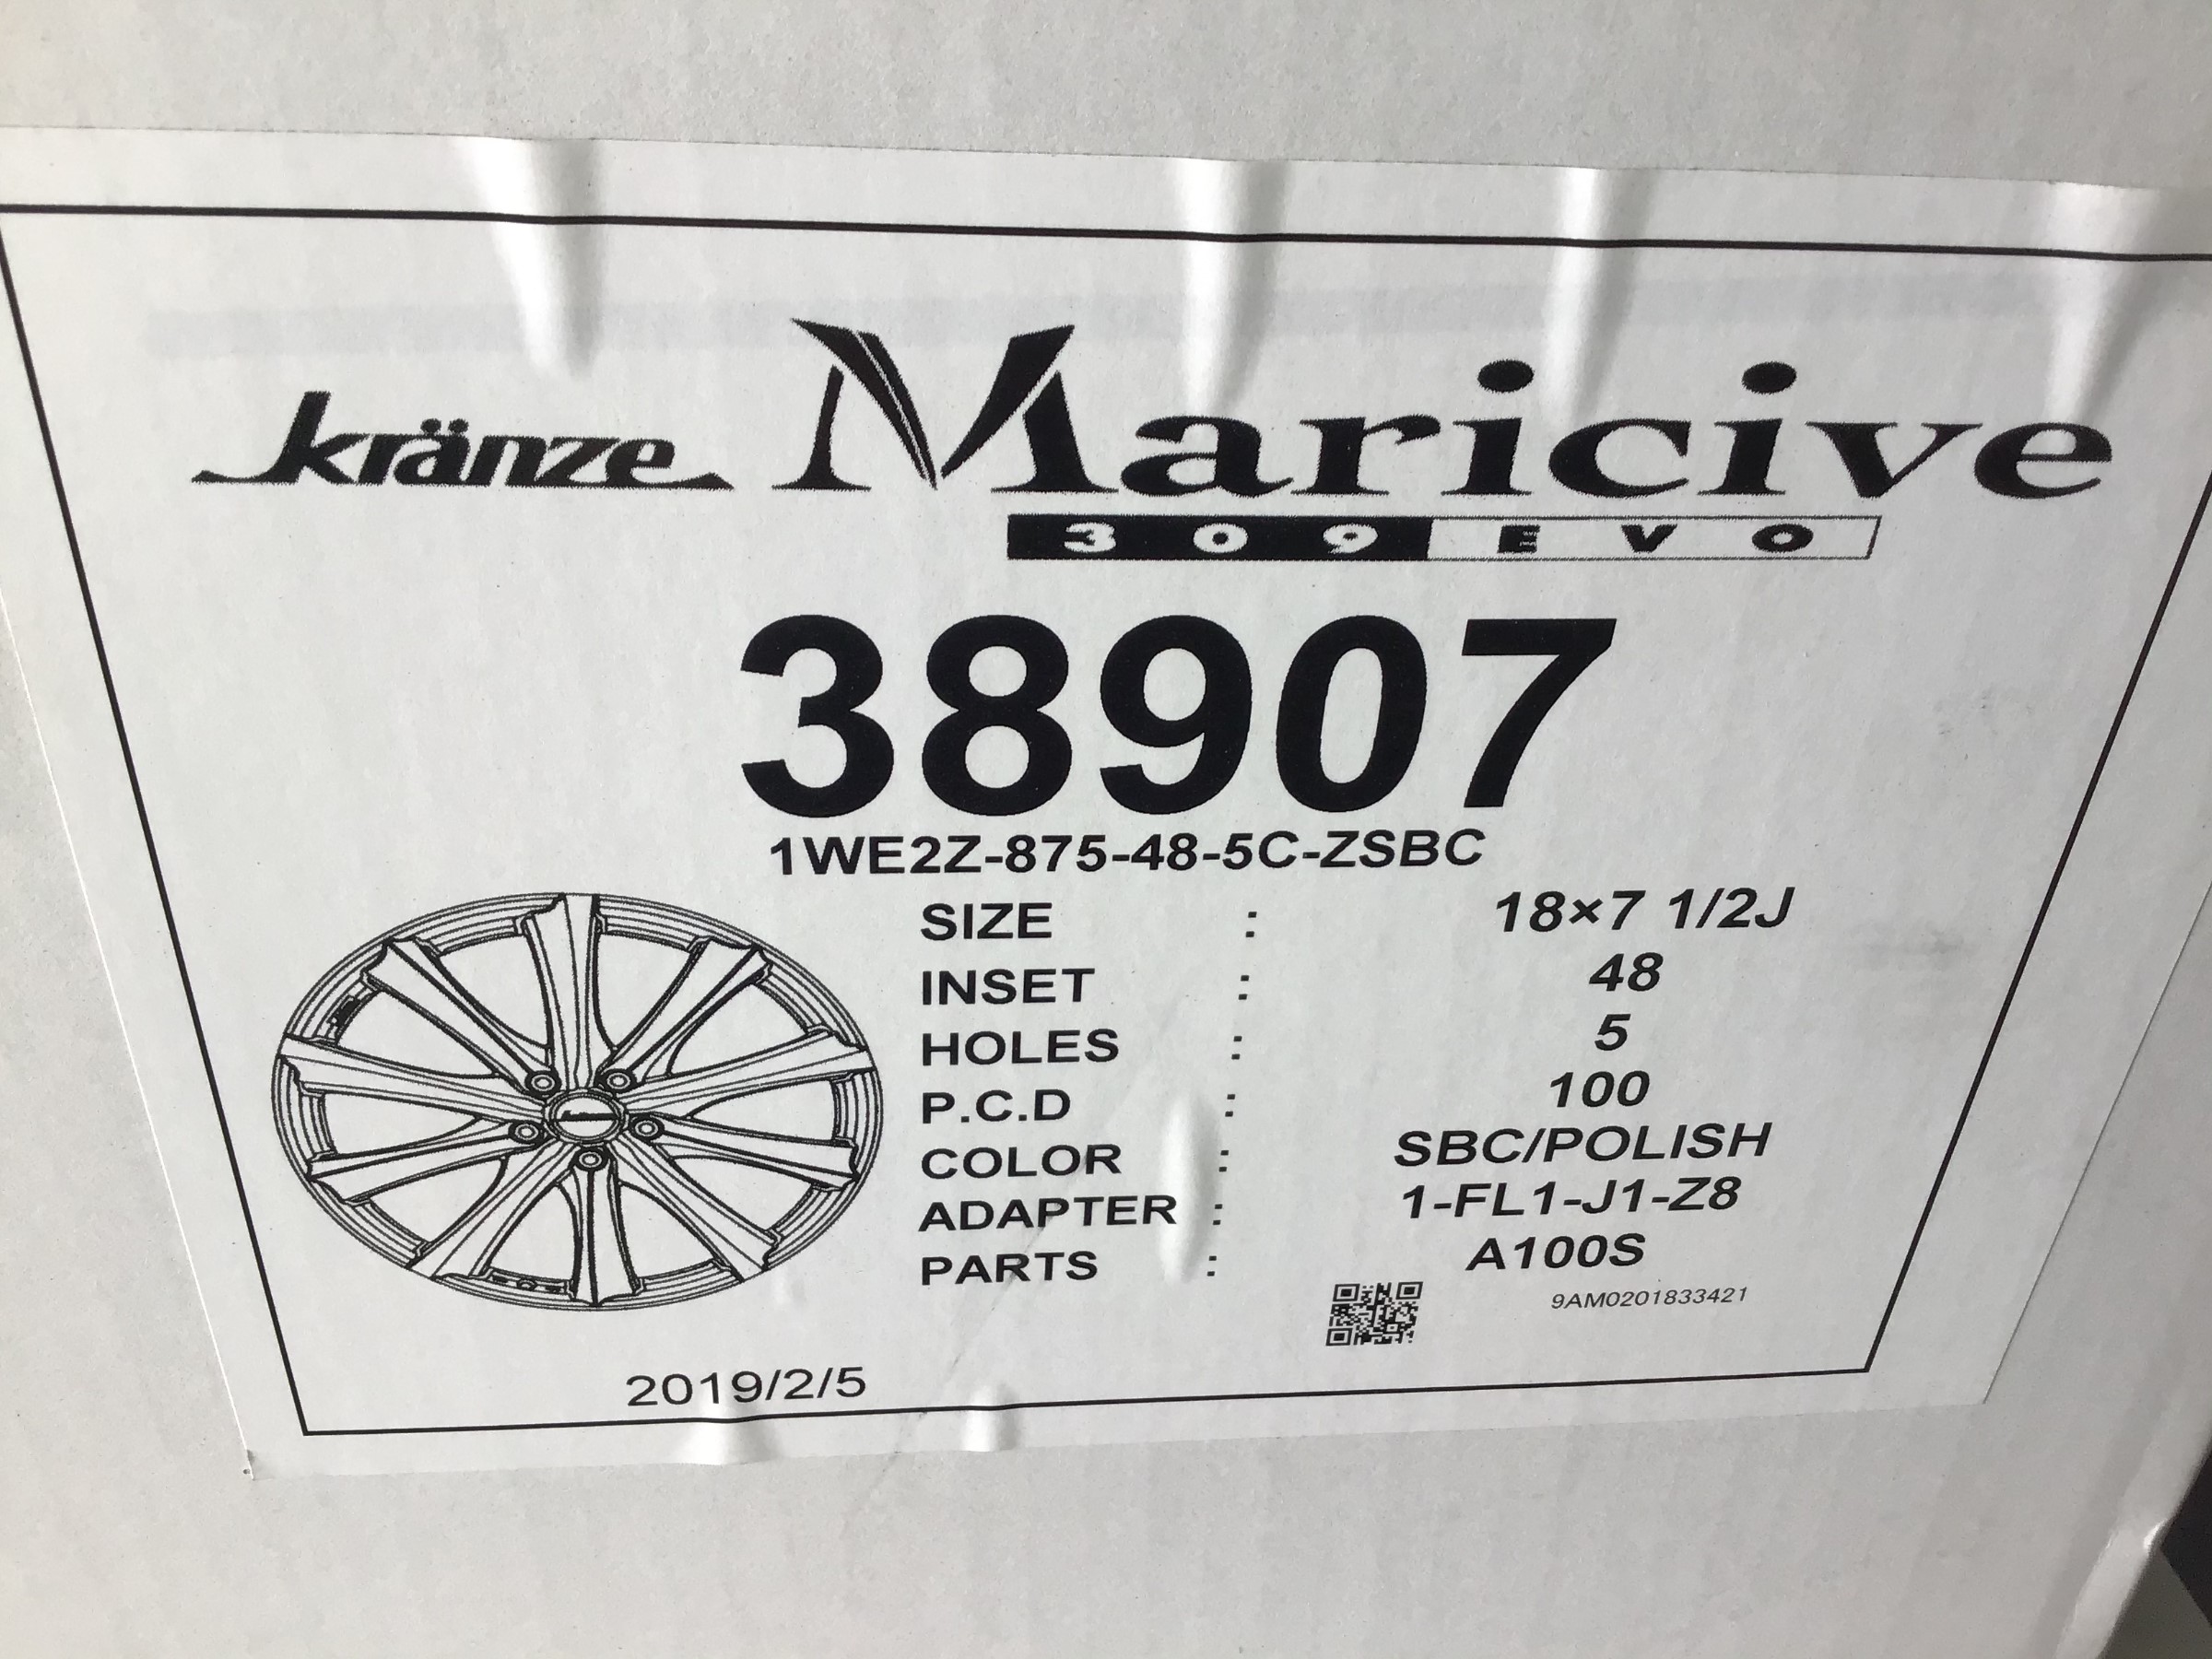 kränze Maricive
309 EVO
38907
1WE2Z-875-48-5C-ZSBC
SIZE : 18×7 1/2J
INSET : 48
HOLES : 5
P.C.D : 100
COLOR : SBC/POLISH
ADAPTER : 1-FL1-J1-Z8
PARTS : A100S
9AM0201833421
2019/2/5